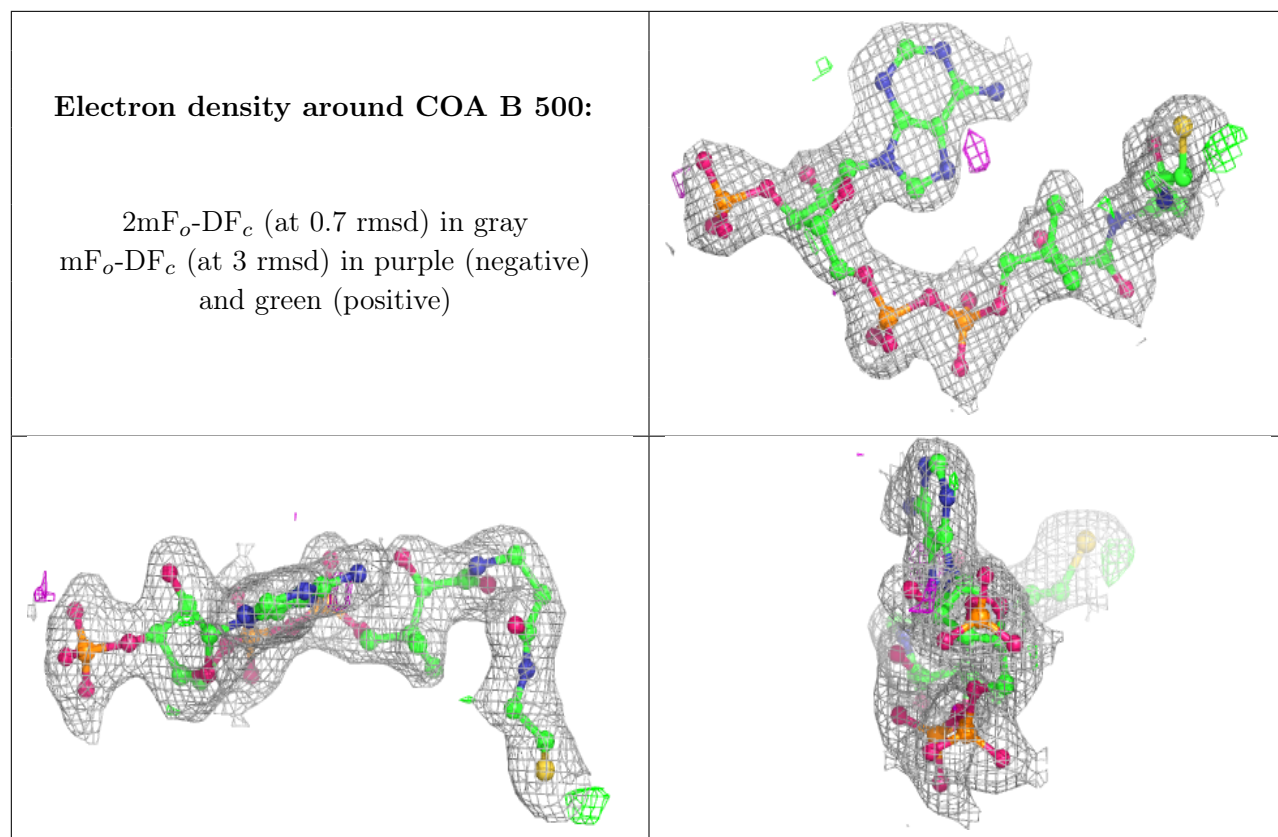 Electron density around COA B 500:
2mFₒ-DF𝒸 (at 0.7 rmsd) in gray
mFₒ-DF𝒸 (at 3 rmsd) in purple (negative)
and green (positive)